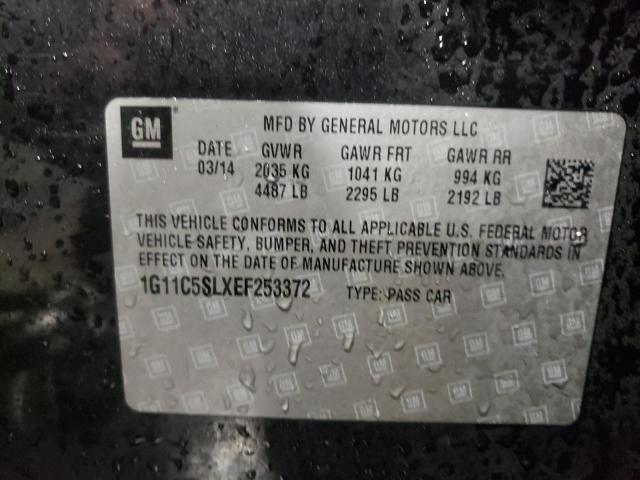 GM
MFD BY GENERAL MOTORS LLC
DATE GVWR GAWR FRT GAWR RR
03/14 2035 KG 1041 KG 994 KG
4487 LB 2295 LB 2192 LB
THIS VEHICLE CONFORMS TO ALL APPLICABLE U.S. FEDERAL MOTOR
VEHICLE SAFETY, BUMPER, AND THEFT PREVENTION STANDARDS IN
EFFECT ON THE DATE OF MANUFACTURE SHOWN ABOVE.
1G11C5SLXEF253372 TYPE: PASS CAR